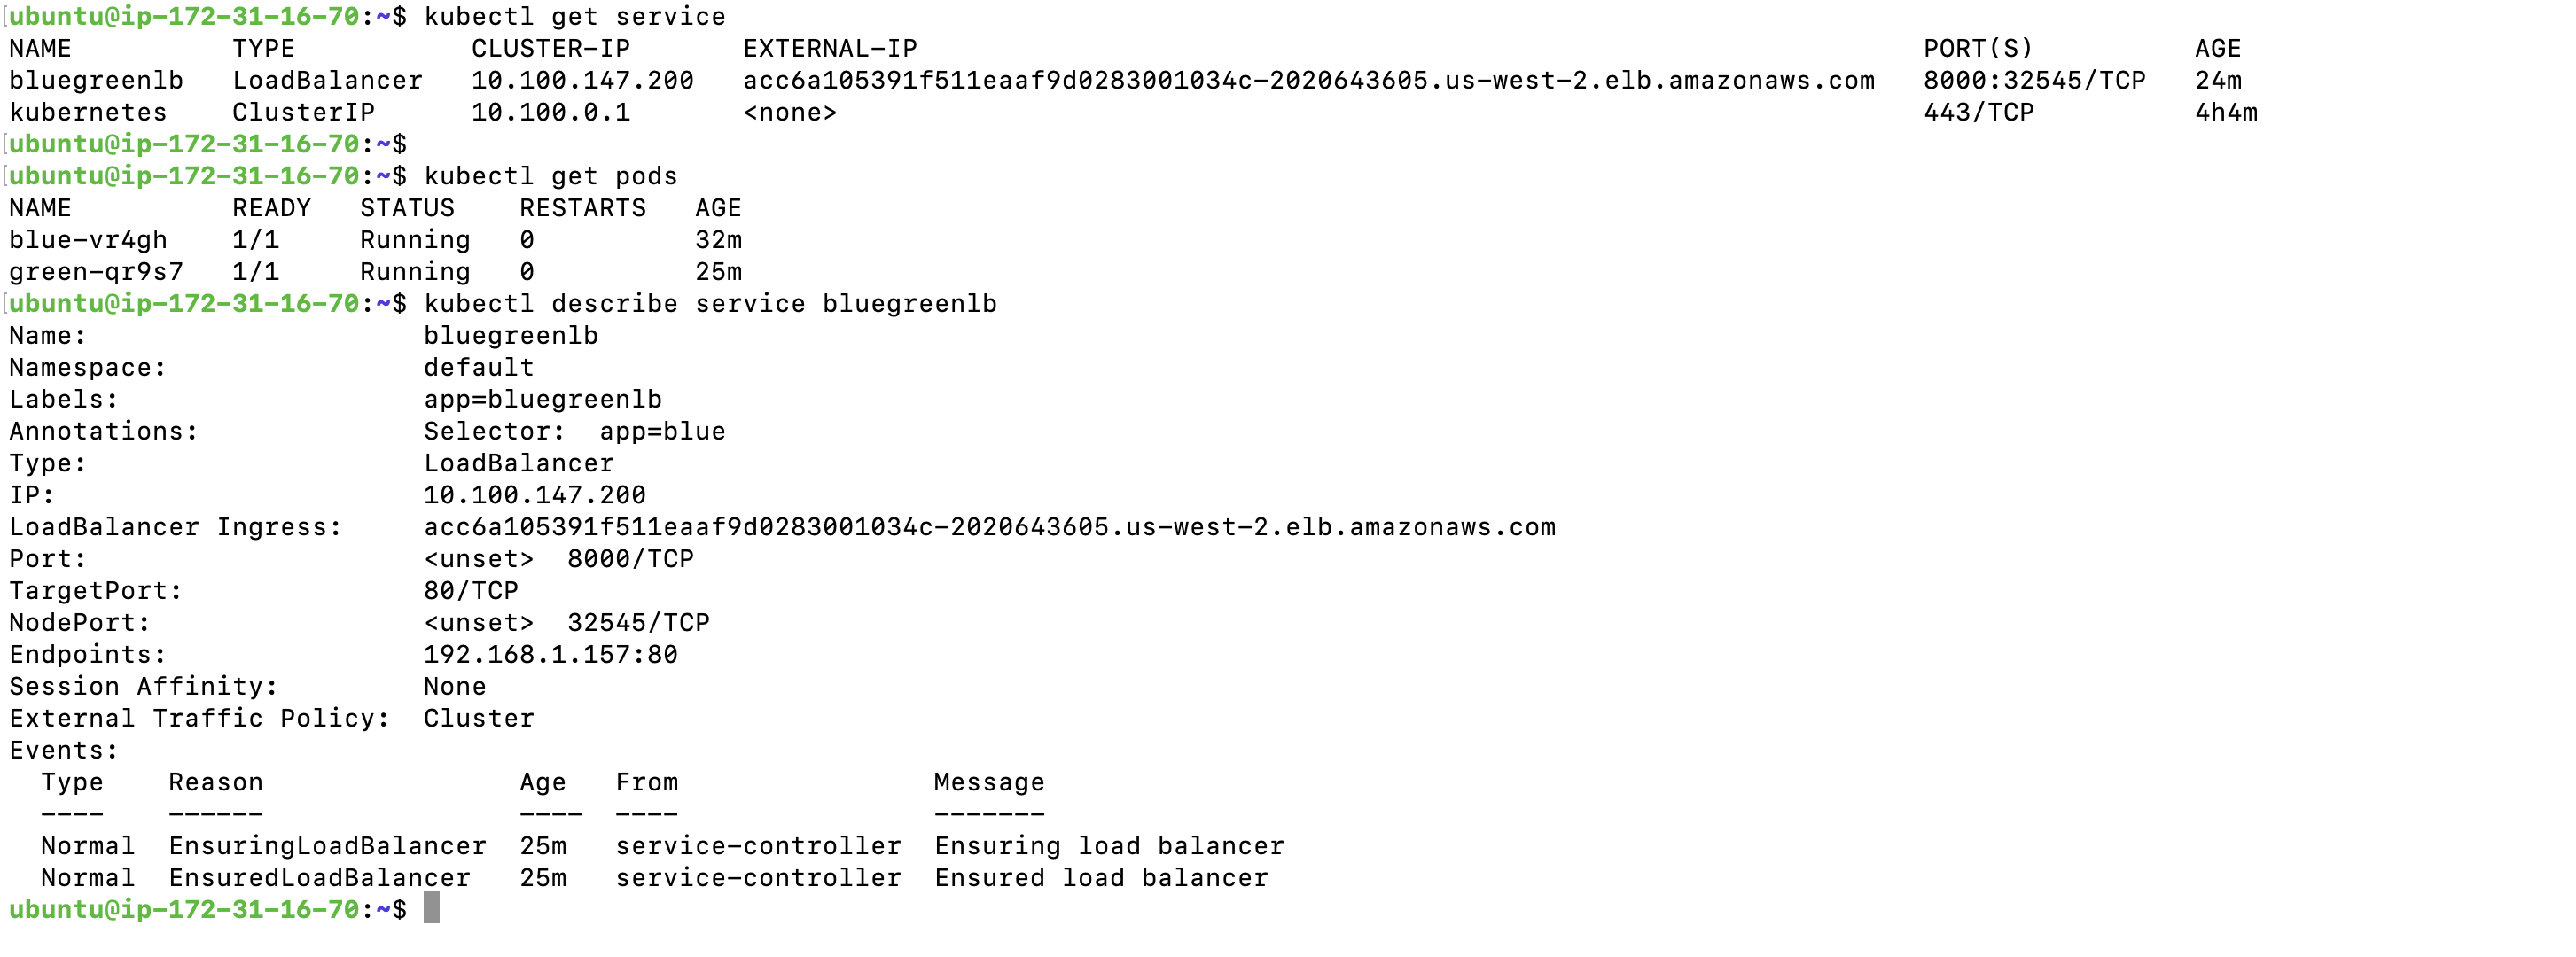 [ubuntu@ip-172-31-16-70:~$ kubectl get service
NAME          TYPE           CLUSTER-IP       EXTERNAL-IP                                                               PORT(S)          AGE
bluegreenlb   LoadBalancer   10.100.147.200   acc6a105391f511eaaf9d0283001034c-2020643605.us-west-2.elb.amazonaws.com   8000:32545/TCP   24m
kubernetes    ClusterIP      10.100.0.1       <none>                                                                    443/TCP          4h4m
[ubuntu@ip-172-31-16-70:~$
[ubuntu@ip-172-31-16-70:~$ kubectl get pods
NAME          READY   STATUS    RESTARTS   AGE
blue-vr4gh    1/1     Running   0          32m
green-qr9s7   1/1     Running   0          25m
[ubuntu@ip-172-31-16-70:~$ kubectl describe service bluegreenlb
Name:                     bluegreenlb
Namespace:                default
Labels:                   app=bluegreenlb
Annotations:              Selector:  app=blue
Type:                     LoadBalancer
IP:                       10.100.147.200
LoadBalancer Ingress:     acc6a105391f511eaaf9d0283001034c-2020643605.us-west-2.elb.amazonaws.com
Port:                     <unset>  8000/TCP
TargetPort:               80/TCP
NodePort:                 <unset>  32545/TCP
Endpoints:                192.168.1.157:80
Session Affinity:         None
External Traffic Policy:  Cluster
Events:
  Type    Reason                Age   From                Message
  ----    ------                ----  ----                -------
  Normal  EnsuringLoadBalancer  25m   service-controller  Ensuring load balancer
  Normal  EnsuredLoadBalancer   25m   service-controller  Ensured load balancer
ubuntu@ip-172-31-16-70:~$